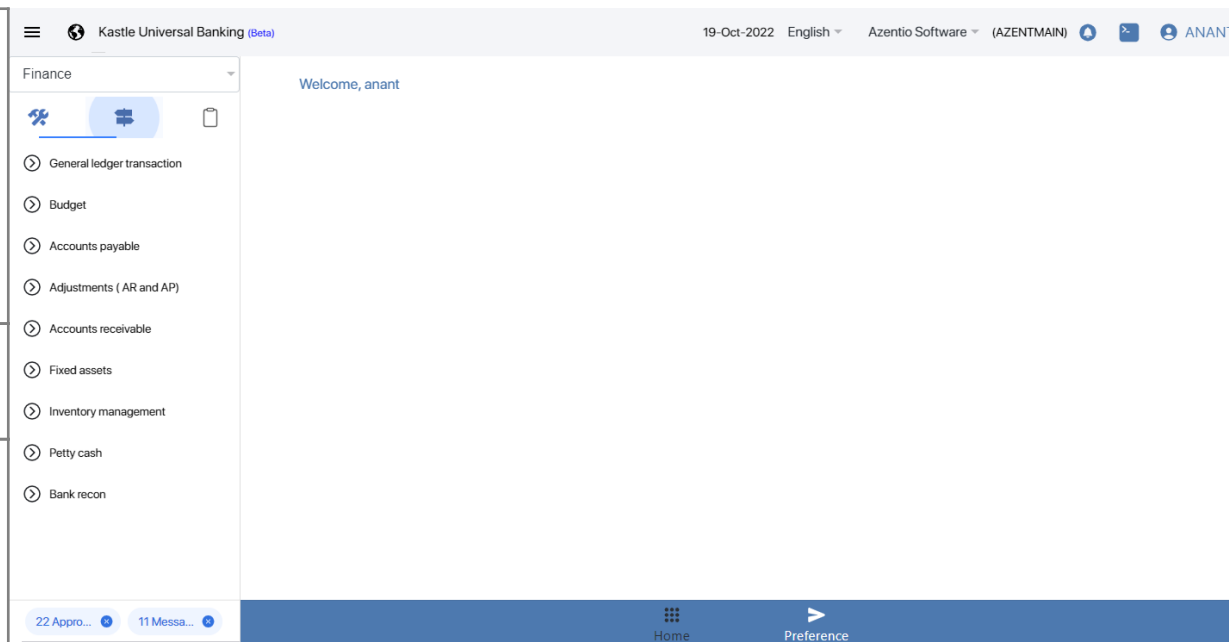 Kastle Universal Banking (Beta)
19-Oct-2022 English Azentio Software (AZENTMAIN) ANANT
Finance
Welcome, anant
General ledger transaction
Budget
Accounts payable
Adjustments ( AR and AP)
Accounts receivable
Fixed assets
Inventory management
Petty cash
Bank recon
22 Appro... 11 Messa...
Home Preference